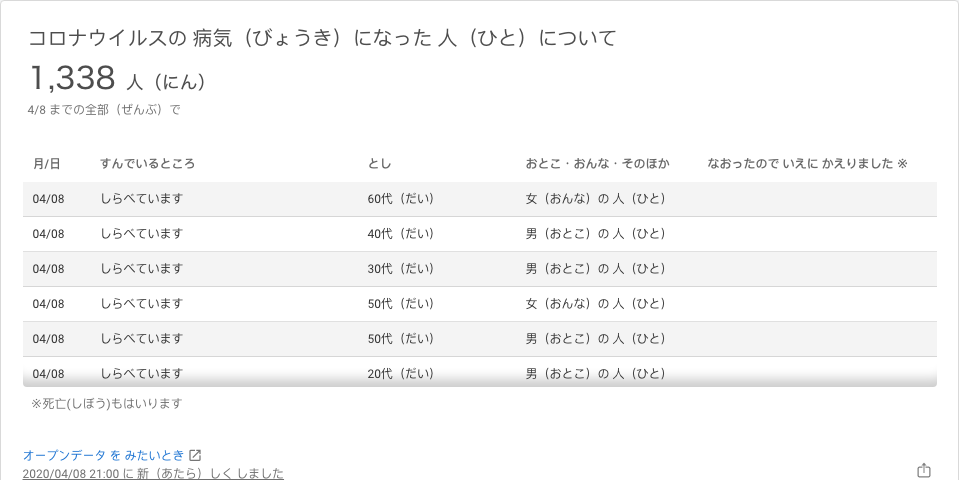 コロナウイルスの 病気（びょうき）になった 人（ひと）について
1,338 人（にん）
4/8 までの全部（ぜんぶ）で
月/日 すんでいるところ とし おとこ・おんな・そのほか なおったので いえに かえりました ※
04/08 しらべています 60代（だい） 女（おんな）の 人（ひと）
04/08 しらべています 40代（だい） 男（おとこ）の 人（ひと）
04/08 しらべています 30代（だい） 男（おとこ）の 人（ひと）
04/08 しらべています 50代（だい） 女（おんな）の 人（ひと）
04/08 しらべています 50代（だい） 男（おとこ）の 人（ひと）
04/08 しらべています 20代（だい） 男（おとこ）の 人（ひと）
※死亡(しぼう)もはいります
オープンデータ を みたいとき
2020/04/08 21:00 に 新（あたら）しく しました